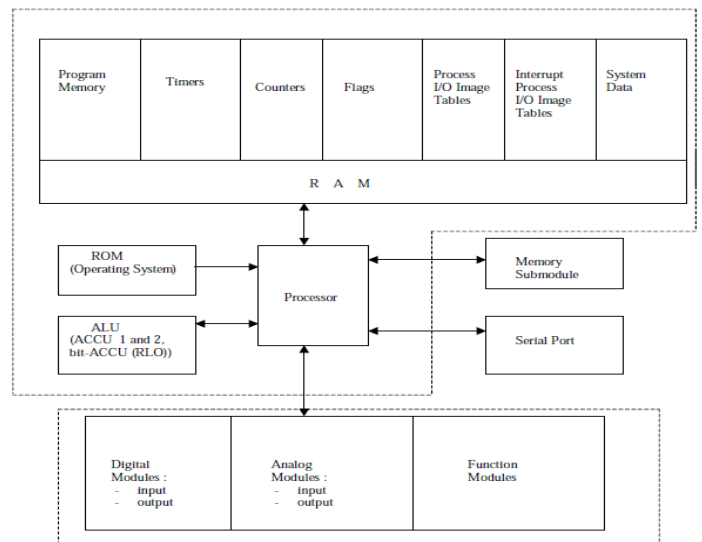 Program
Memory
Timers
Counters
Flags
Process
I/O Image
Tables
Interrupt
Process
I/O Image
Tables
System
Data
R A M
ROM
(Operating System)
Processor
Memory
Submodule
ALU
(ACCU 1 and 2,
bit-ACCU (RLO))
Serial Port
Digital
Modules :
- input
- output
Analog
Modules :
- input
- output
Function
Modules